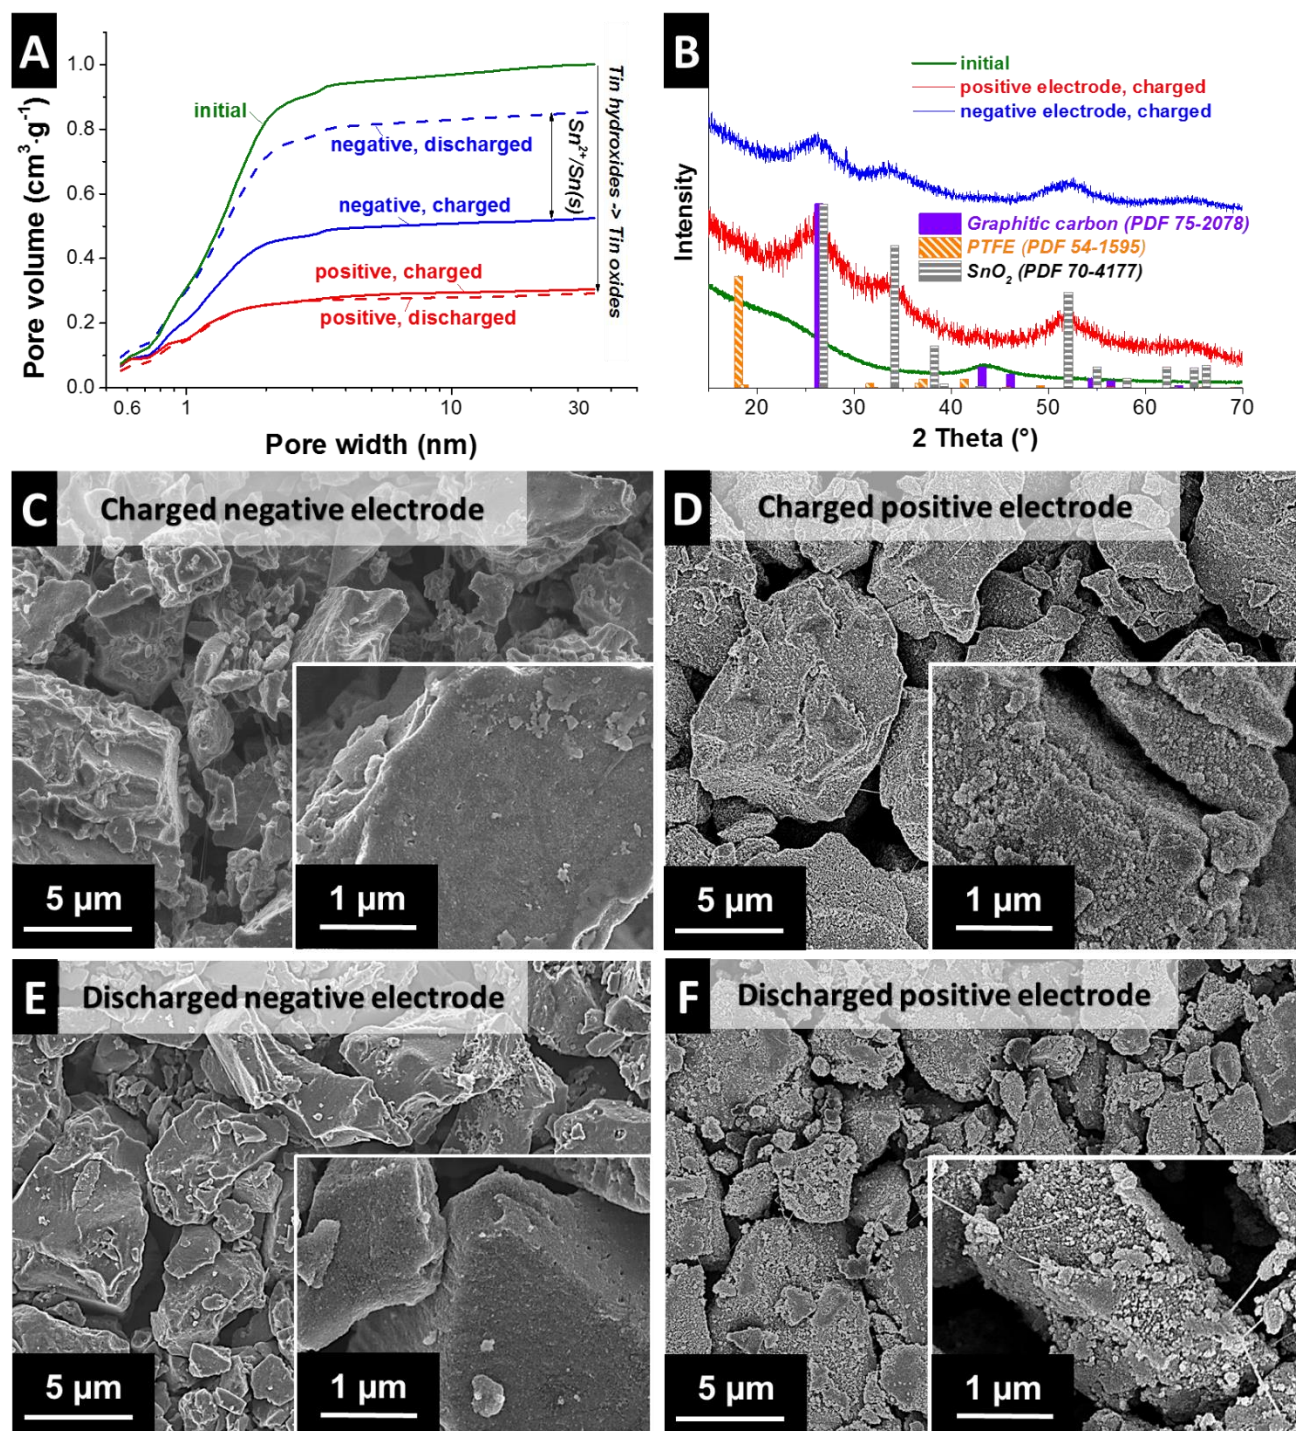 A
Pore volume (cm³·g⁻¹)
1.0
0.8
0.6
0.4
0.2
0.0
0.6
1
10
30
Pore width (nm)
initial
negative, discharged
negative, charged
positive, charged
positive, discharged
Sn²⁺/Sn(s)
Tin hydroxides -> Tin oxides
B
Intensity
initial
positive electrode, charged
negative electrode, charged
Graphitic carbon (PDF 75-2078)
PTFE (PDF 54-1595)
SnO₂ (PDF 70-4177)
20
30
40
50
60
70
2 Theta (°)
C
Charged negative electrode
5 µm
1 µm
D
Charged positive electrode
5 µm
1 µm
E
Discharged negative electrode
5 µm
1 µm
F
Discharged positive electrode
5 µm
1 µm